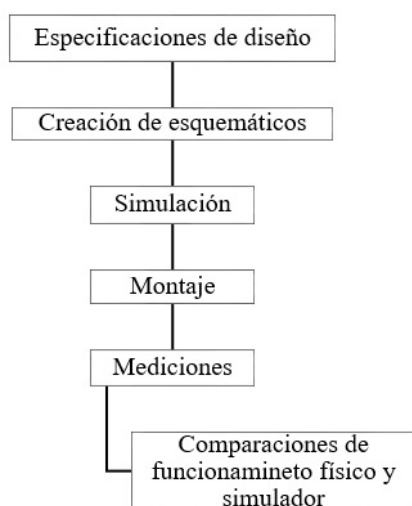 Especificaciones de diseño
Creación de esquemáticos
Simulación
Montaje
Mediciones
Comparaciones de
funcionamineto físico y
simulador